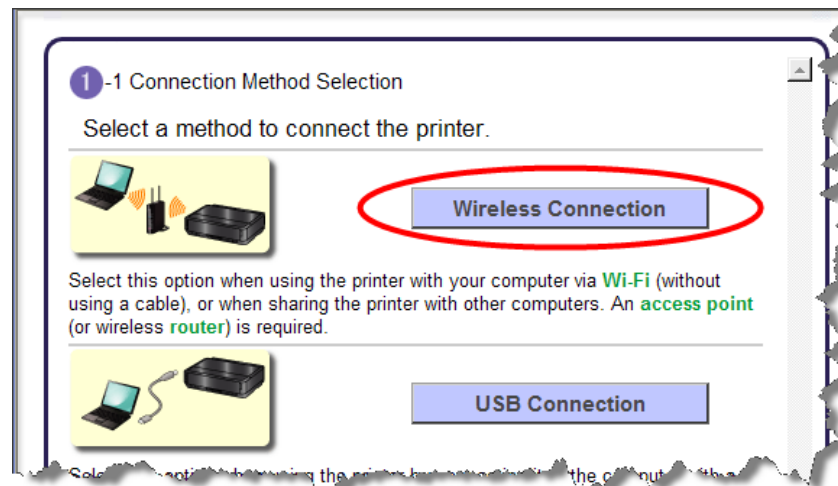 1-1 Connection Method Selection
Select a method to connect the printer.
Wireless Connection
Select this option when using the printer with your computer via Wi-Fi (without
using a cable), or when sharing the printer with other computers. An access point
(or wireless router) is required.
USB Connection